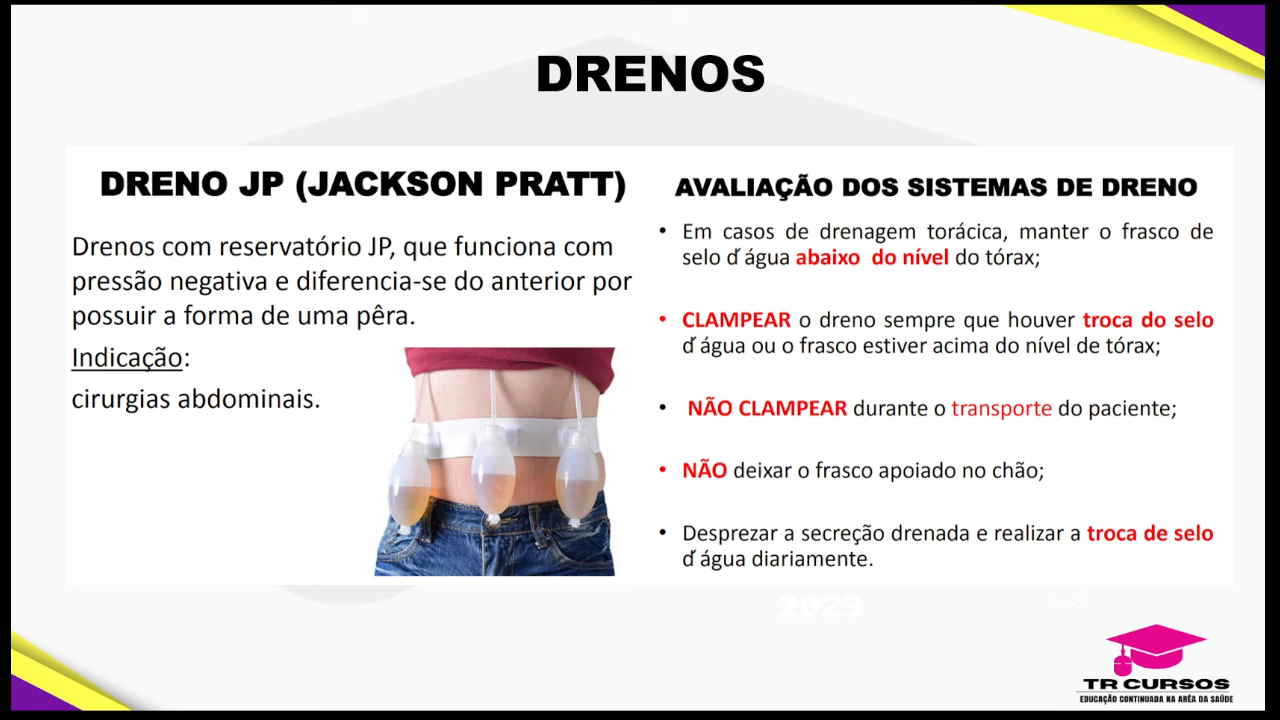 DRENOS
DRENO JP (JACKSON PRATT)
Drenos com reservatório JP, que funciona com
pressão negativa e diferencia-se do anterior por
possuir a forma de uma pêra.
Indicação:
cirurgias abdominais.
AVALIAÇÃO DOS SISTEMAS DE DRENO
• Em casos de drenagem torácica, manter o frasco de
selo d'água abaixo do nível do tórax;
• CLAMPEAR o dreno sempre que houver troca do selo
d'água ou o frasco estiver acima do nível de tórax;
• NÃO CLAMPEAR durante o transporte do paciente;
• NÃO deixar o frasco apoiado no chão;
• Desprezar a secreção drenada e realizar a troca de selo
d'água diariamente.
2023
TR CURSOS
EDUCAÇÃO CONTINUADA NA ARÊA DA SAÚDE